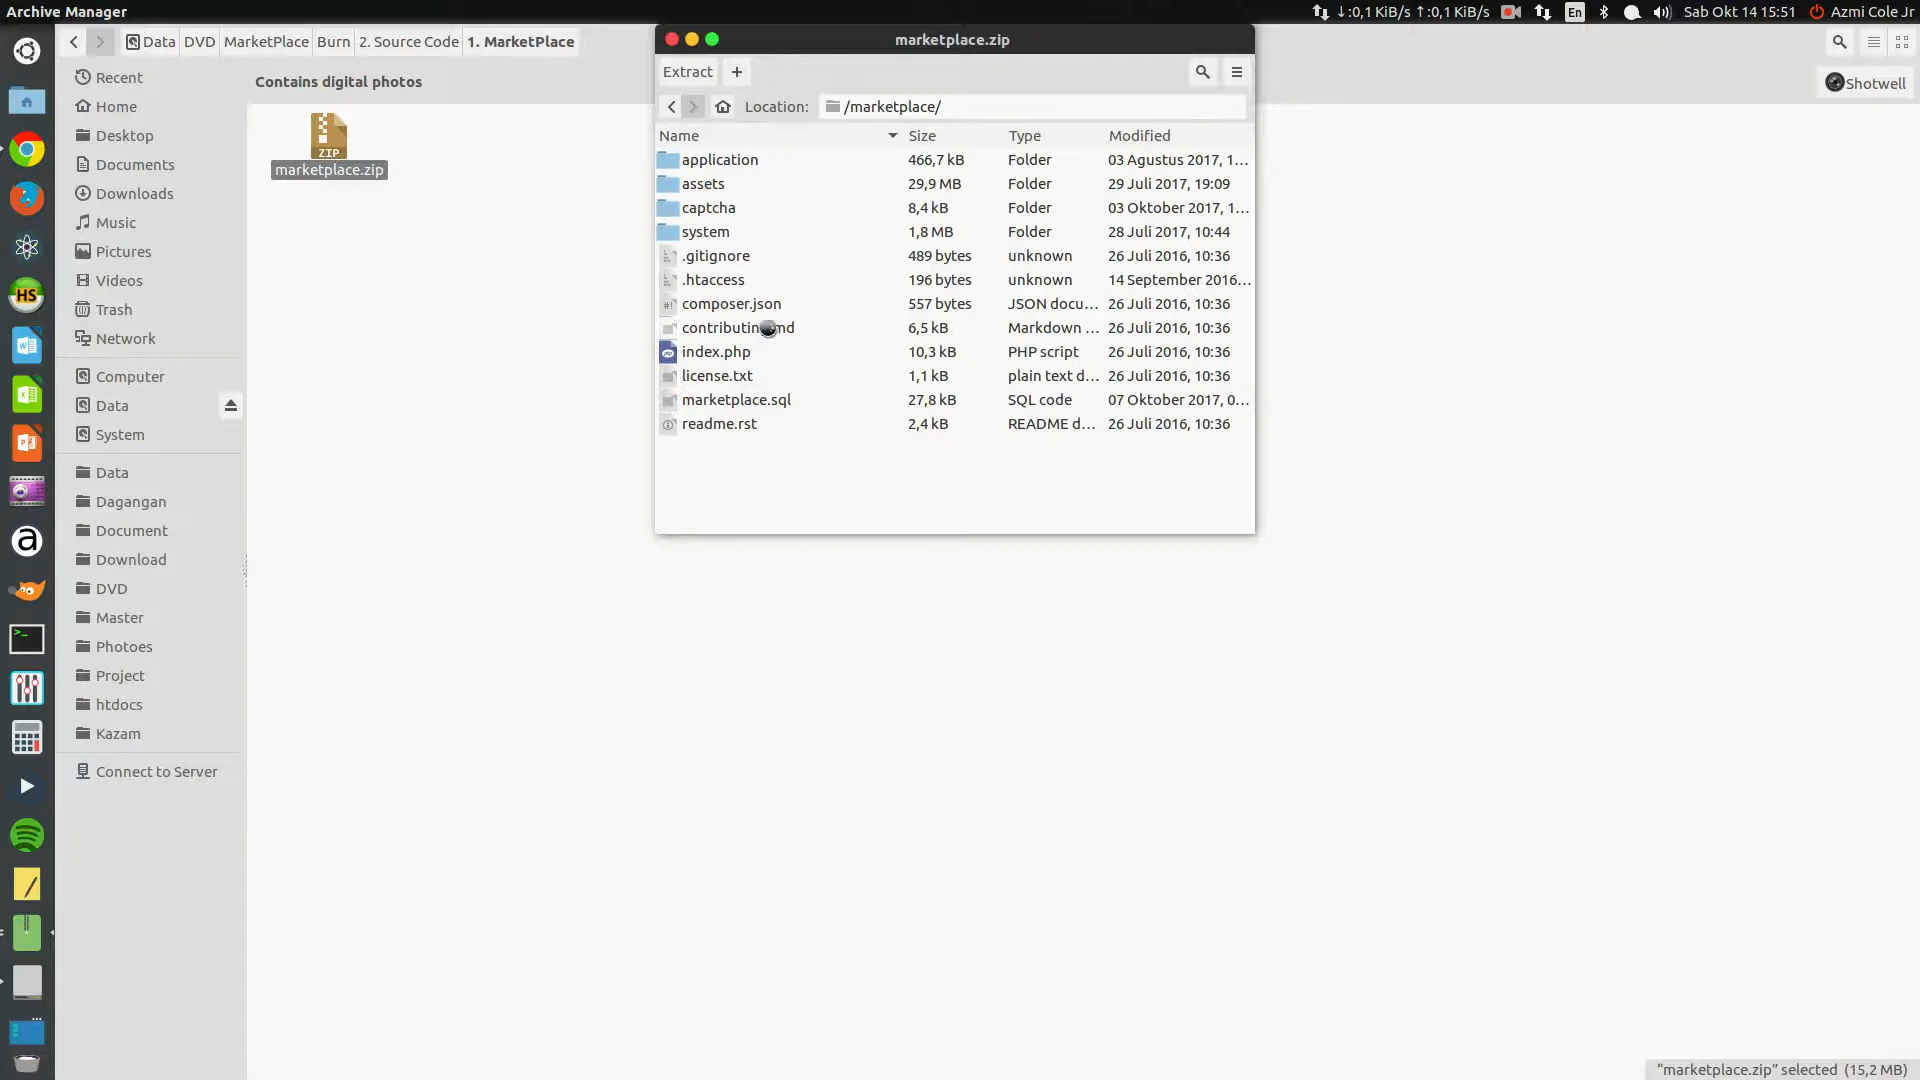 Archive Manager
↓:0,1 KiB/s ↑:0,1 KiB/s En Sab Okt 14 15:51 Azmi Cole Jr
Data DVD MarketPlace Burn 2. Source Code 1. MarketPlace
Recent
Home
Desktop
Documents
Downloads
Music
Pictures
Videos
Trash
Network
Computer
Data
System
Data
Dagangan
Document
Download
DVD
Master
Photoes
Project
htdocs
Kazam
Connect to Server
HS
a
>_
Contains digital photos
Shotwell
ZIP
marketplace.zip
marketplace.zip
Extract +
Location: /marketplace/
Name Size Type Modified
application 466,7 kB Folder 03 Agustus 2017, 1...
assets 29,9 MB Folder 29 Juli 2017, 19:09
captcha 8,4 kB Folder 03 Oktober 2017, 1...
system 1,8 MB Folder 28 Juli 2017, 10:44
.gitignore 489 bytes unknown 26 Juli 2016, 10:36
.htaccess 196 bytes unknown 14 September 2016...
composer.json 557 bytes JSON docu... 26 Juli 2016, 10:36
contributing.md 6,5 kB Markdown ... 26 Juli 2016, 10:36
index.php 10,3 kB PHP script 26 Juli 2016, 10:36
license.txt 1,1 kB plain text d... 26 Juli 2016, 10:36
marketplace.sql 27,8 kB SQL code 07 Oktober 2017, 0...
readme.rst 2,4 kB README d... 26 Juli 2016, 10:36
"marketplace.zip" selected (15,2 MB)